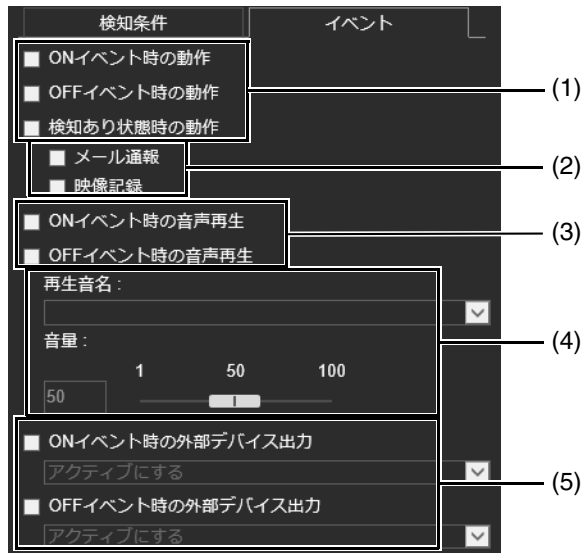 検知条件 イベント
ONイベント時の動作
OFFイベント時の動作
検知あり状態時の動作
(1)
メール通報
映像記録
(2)
ONイベント時の音声再生
OFFイベント時の音声再生
(3)
再生音名 :
音量 :
1 50 100
50
(4)
ONイベント時の外部デバイス出力
アクティブにする
OFFイベント時の外部デバイス出力
アクティブにする
(5)